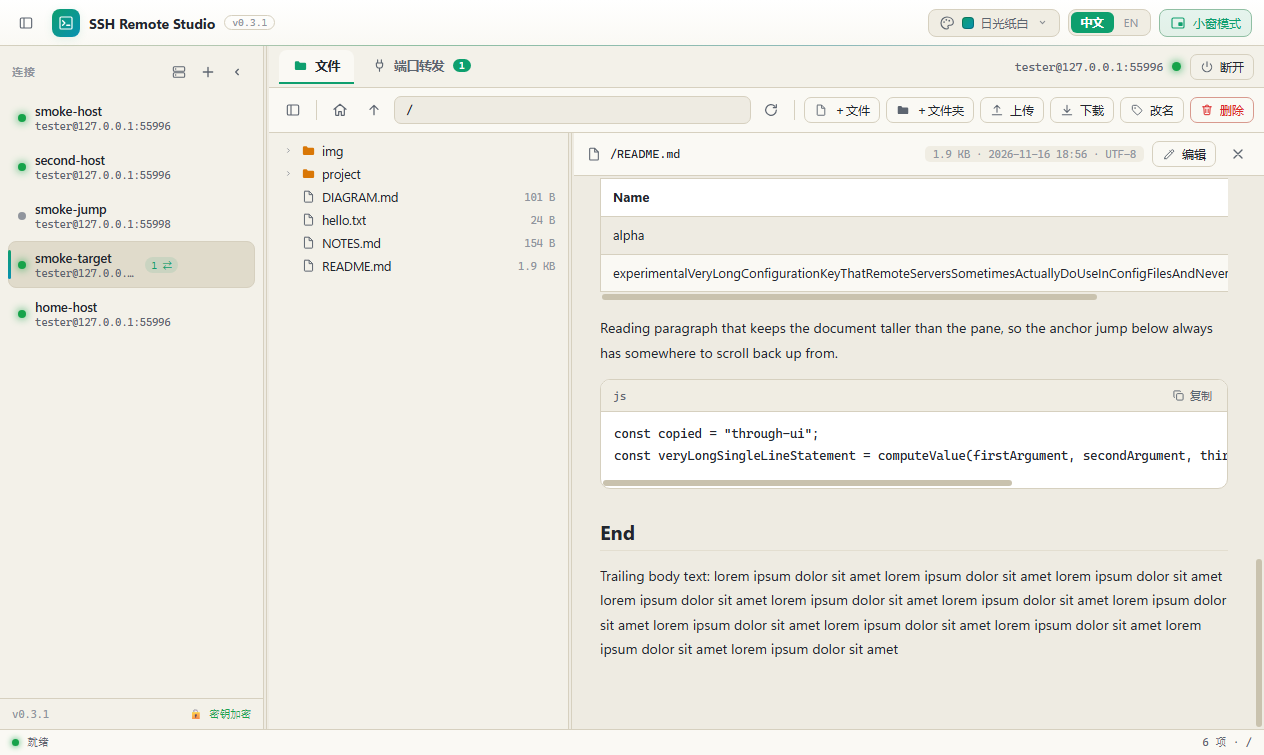 SSH Remote Studio v0.3.1
日光纸白
中文 EN
小窗模式
连接
smoke-host
tester@127.0.0.1:55996
second-host
tester@127.0.0.1:55996
smoke-jump
tester@127.0.0.1:55998
smoke-target
tester@127.0.0.… 1 ⇄
home-host
tester@127.0.0.1:55996
v0.3.1 密钥加密
文件 端口转发 1
tester@127.0.0.1:55996 断开
/
+文件 +文件夹 上传 下载 改名 删除
img
project
DIAGRAM.md 101 B
hello.txt 24 B
NOTES.md 154 B
README.md 1.9 KB
/README.md 1.9 KB · 2026-11-16 18:56 · UTF-8 编辑
Name
alpha
experimentalVeryLongConfigurationKeyThatRemoteServersSometimesActuallyDoUseInConfigFilesAndNever
Reading paragraph that keeps the document taller than the pane, so the anchor jump below always
has somewhere to scroll back up from.
js 复制
const copied = "through-ui";
const veryLongSingleLineStatement = computeValue(firstArgument, secondArgument, thir
End
Trailing body text: lorem ipsum dolor sit amet lorem ipsum dolor sit amet lorem ipsum dolor sit amet
lorem ipsum dolor sit amet lorem ipsum dolor sit amet lorem ipsum dolor sit amet lorem ipsum dolor
sit amet lorem ipsum dolor sit amet lorem ipsum dolor sit amet lorem ipsum dolor sit amet lorem
ipsum dolor sit amet lorem ipsum dolor sit amet
就绪
6 项 · /